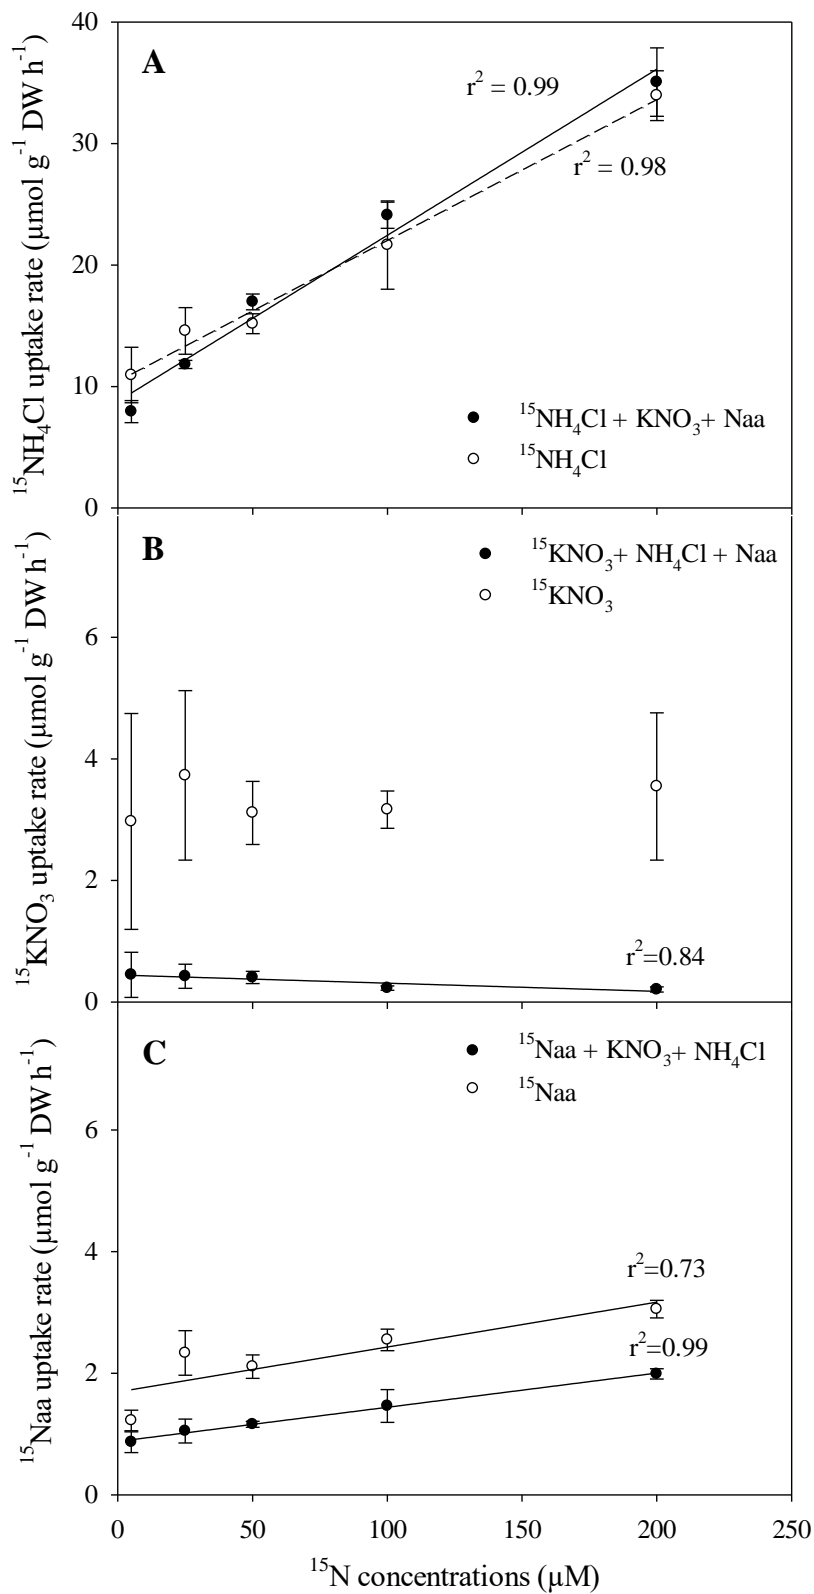 40
A
r² = 0.99
30
r² = 0.98
20
10
¹⁵NH₄Cl + KNO₃+ Naa
¹⁵NH₄Cl
0
¹⁵NH₄Cl uptake rate (μmol g⁻¹ DW h⁻¹)
B
¹⁵KNO₃+ NH₄Cl + Naa
¹⁵KNO₃
6
4
2
r²=0.84
0
¹⁵KNO₃ uptake rate (μmol g⁻¹ DW h⁻¹)
C
¹⁵Naa + KNO₃+ NH₄Cl
¹⁵Naa
6
4
r²=0.73
r²=0.99
2
0
¹⁵Naa uptake rate (μmol g⁻¹ DW h⁻¹)
0 50 100 150 200 250
¹⁵N concentrations (μM)